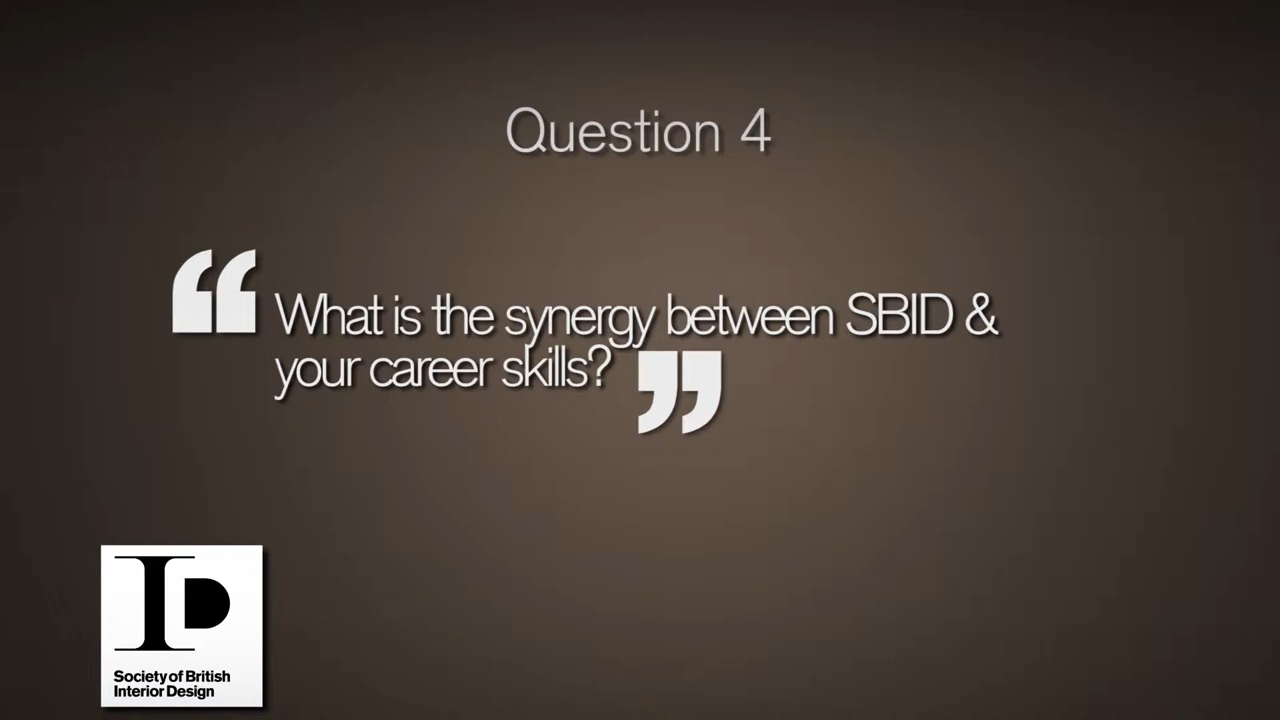 Question 4
“What is the synergy between SBID &
your career skills?”
ID
Society of British
Interior Design